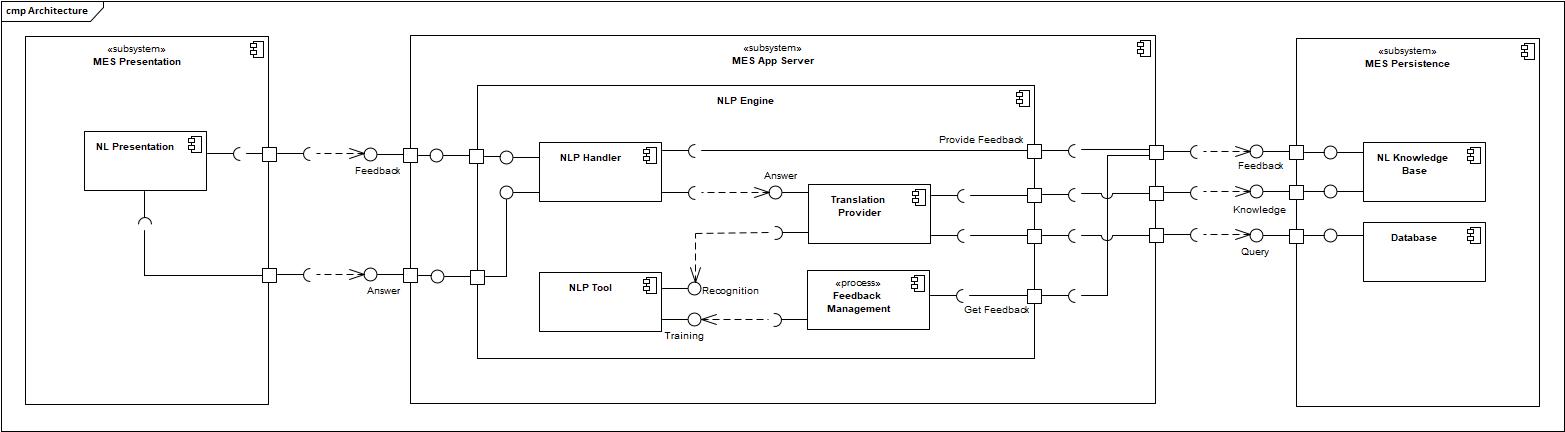 cmp Architecture
«subsystem»
MES Presentation
NL Presentation
Feedback
Answer
«subsystem»
MES App Server
NLP Engine
NLP Handler
Provide Feedback
Answer
Translation
Provider
NLP Tool
Recognition
Training
«process»
Feedback
Management
Get Feedback
Feedback
Knowledge
Query
«subsystem»
MES Persistence
NL Knowledge
Base
Database